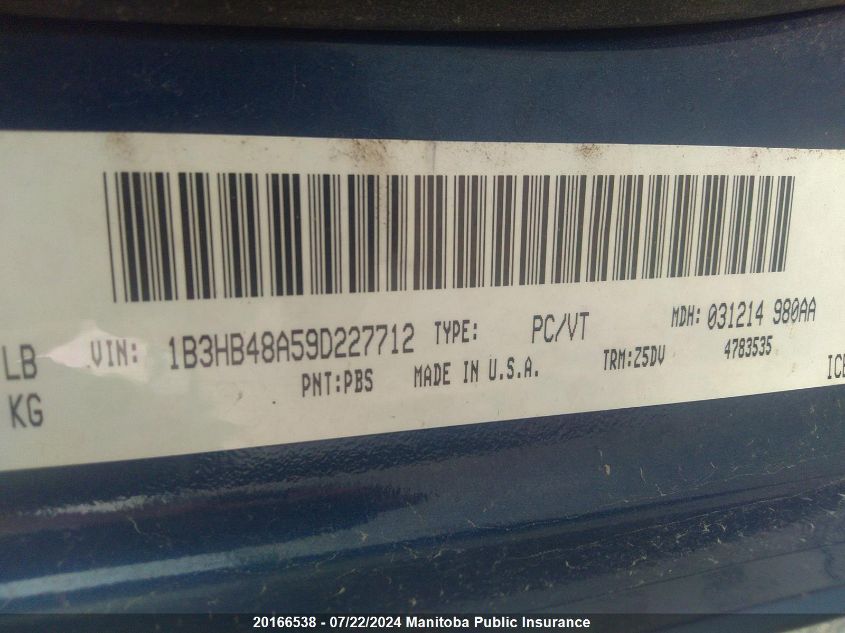 LB VIN: 1B3HB48A59D227712 TYPE: PC/VT MDH: 031214 980AA
KG PNT:PBS MADE IN U.S.A. TRM:Z5DV 4783535
20166538 - 07/22/2024 Manitoba Public Insurance